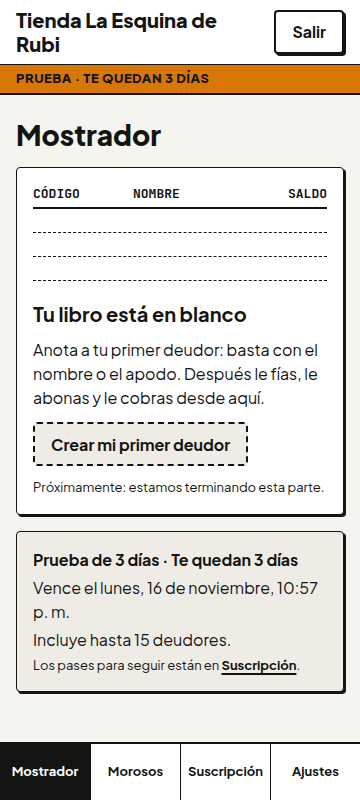 Tienda La Esquina de
Rubi
Salir
PRUEBA · TE QUEDAN 3 DÍAS
Mostrador
CÓDIGO NOMBRE SALDO
Tu libro está en blanco
Anota a tu primer deudor: basta con el
nombre o el apodo. Después le fías, le
abonas y le cobras desde aquí.
Crear mi primer deudor
Próximamente: estamos terminando esta parte.
Prueba de 3 días · Te quedan 3 días
Vence el lunes, 16 de noviembre, 10:57
p. m.
Incluye hasta 15 deudores.
Los pases para seguir están en Suscripción.
Mostrador Morosos Suscripción Ajustes